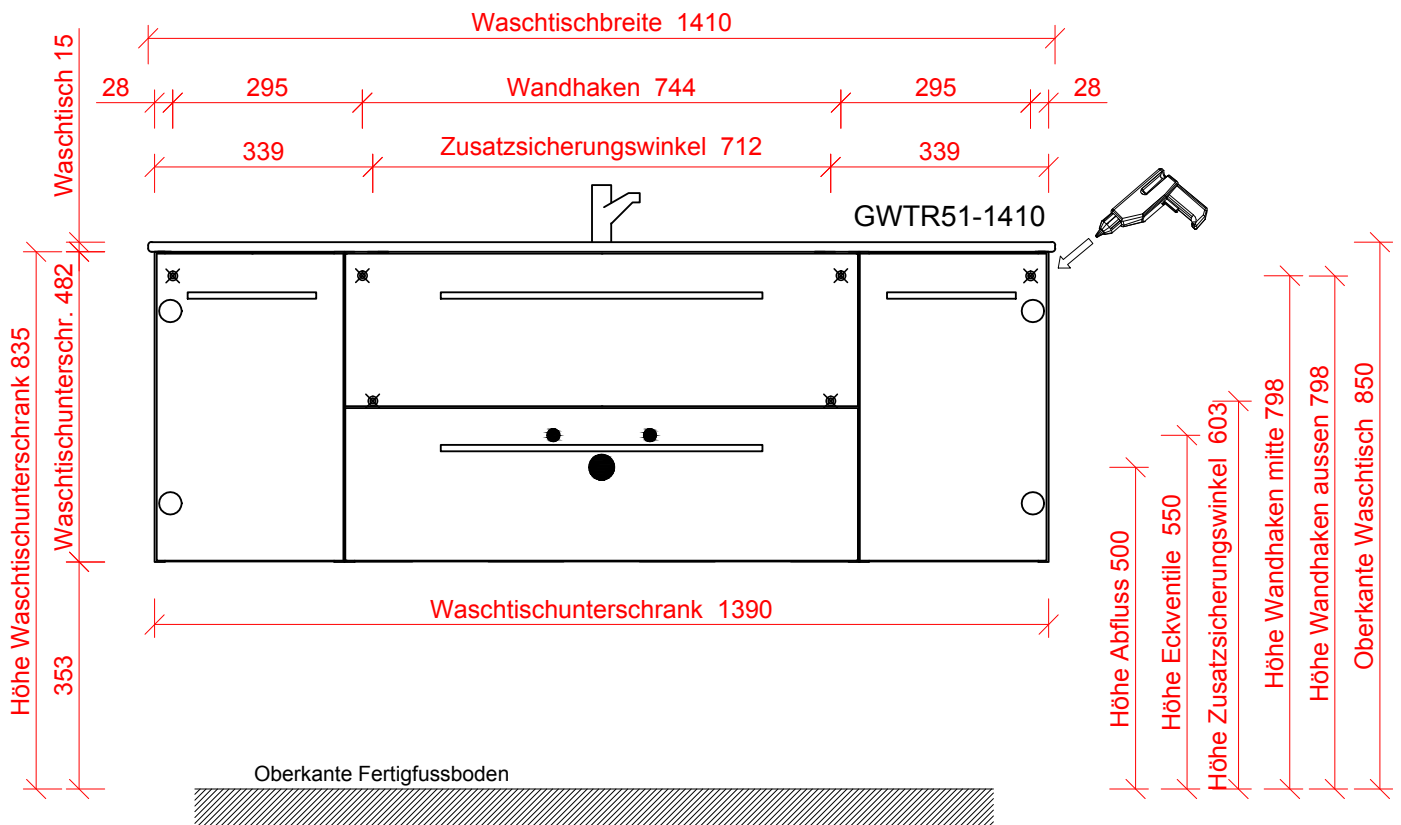 Waschtischbreite 1410
Waschtisch 15
28
295
Wandhaken 744
295
28
339
Zusatzsicherungswinkel 712
339
GWTR51-1410
Höhe Waschtischunterschrank 835
Waschtischunterschr. 482
353
Waschtischunterschrank 1390
Höhe Abfluss 500
Höhe Eckventile 550
Höhe Zusatzsicherungswinkel 603
Höhe Wandhaken mitte 798
Höhe Wandhaken aussen 798
Oberkante Waschtisch 850
Oberkante Fertigfussboden